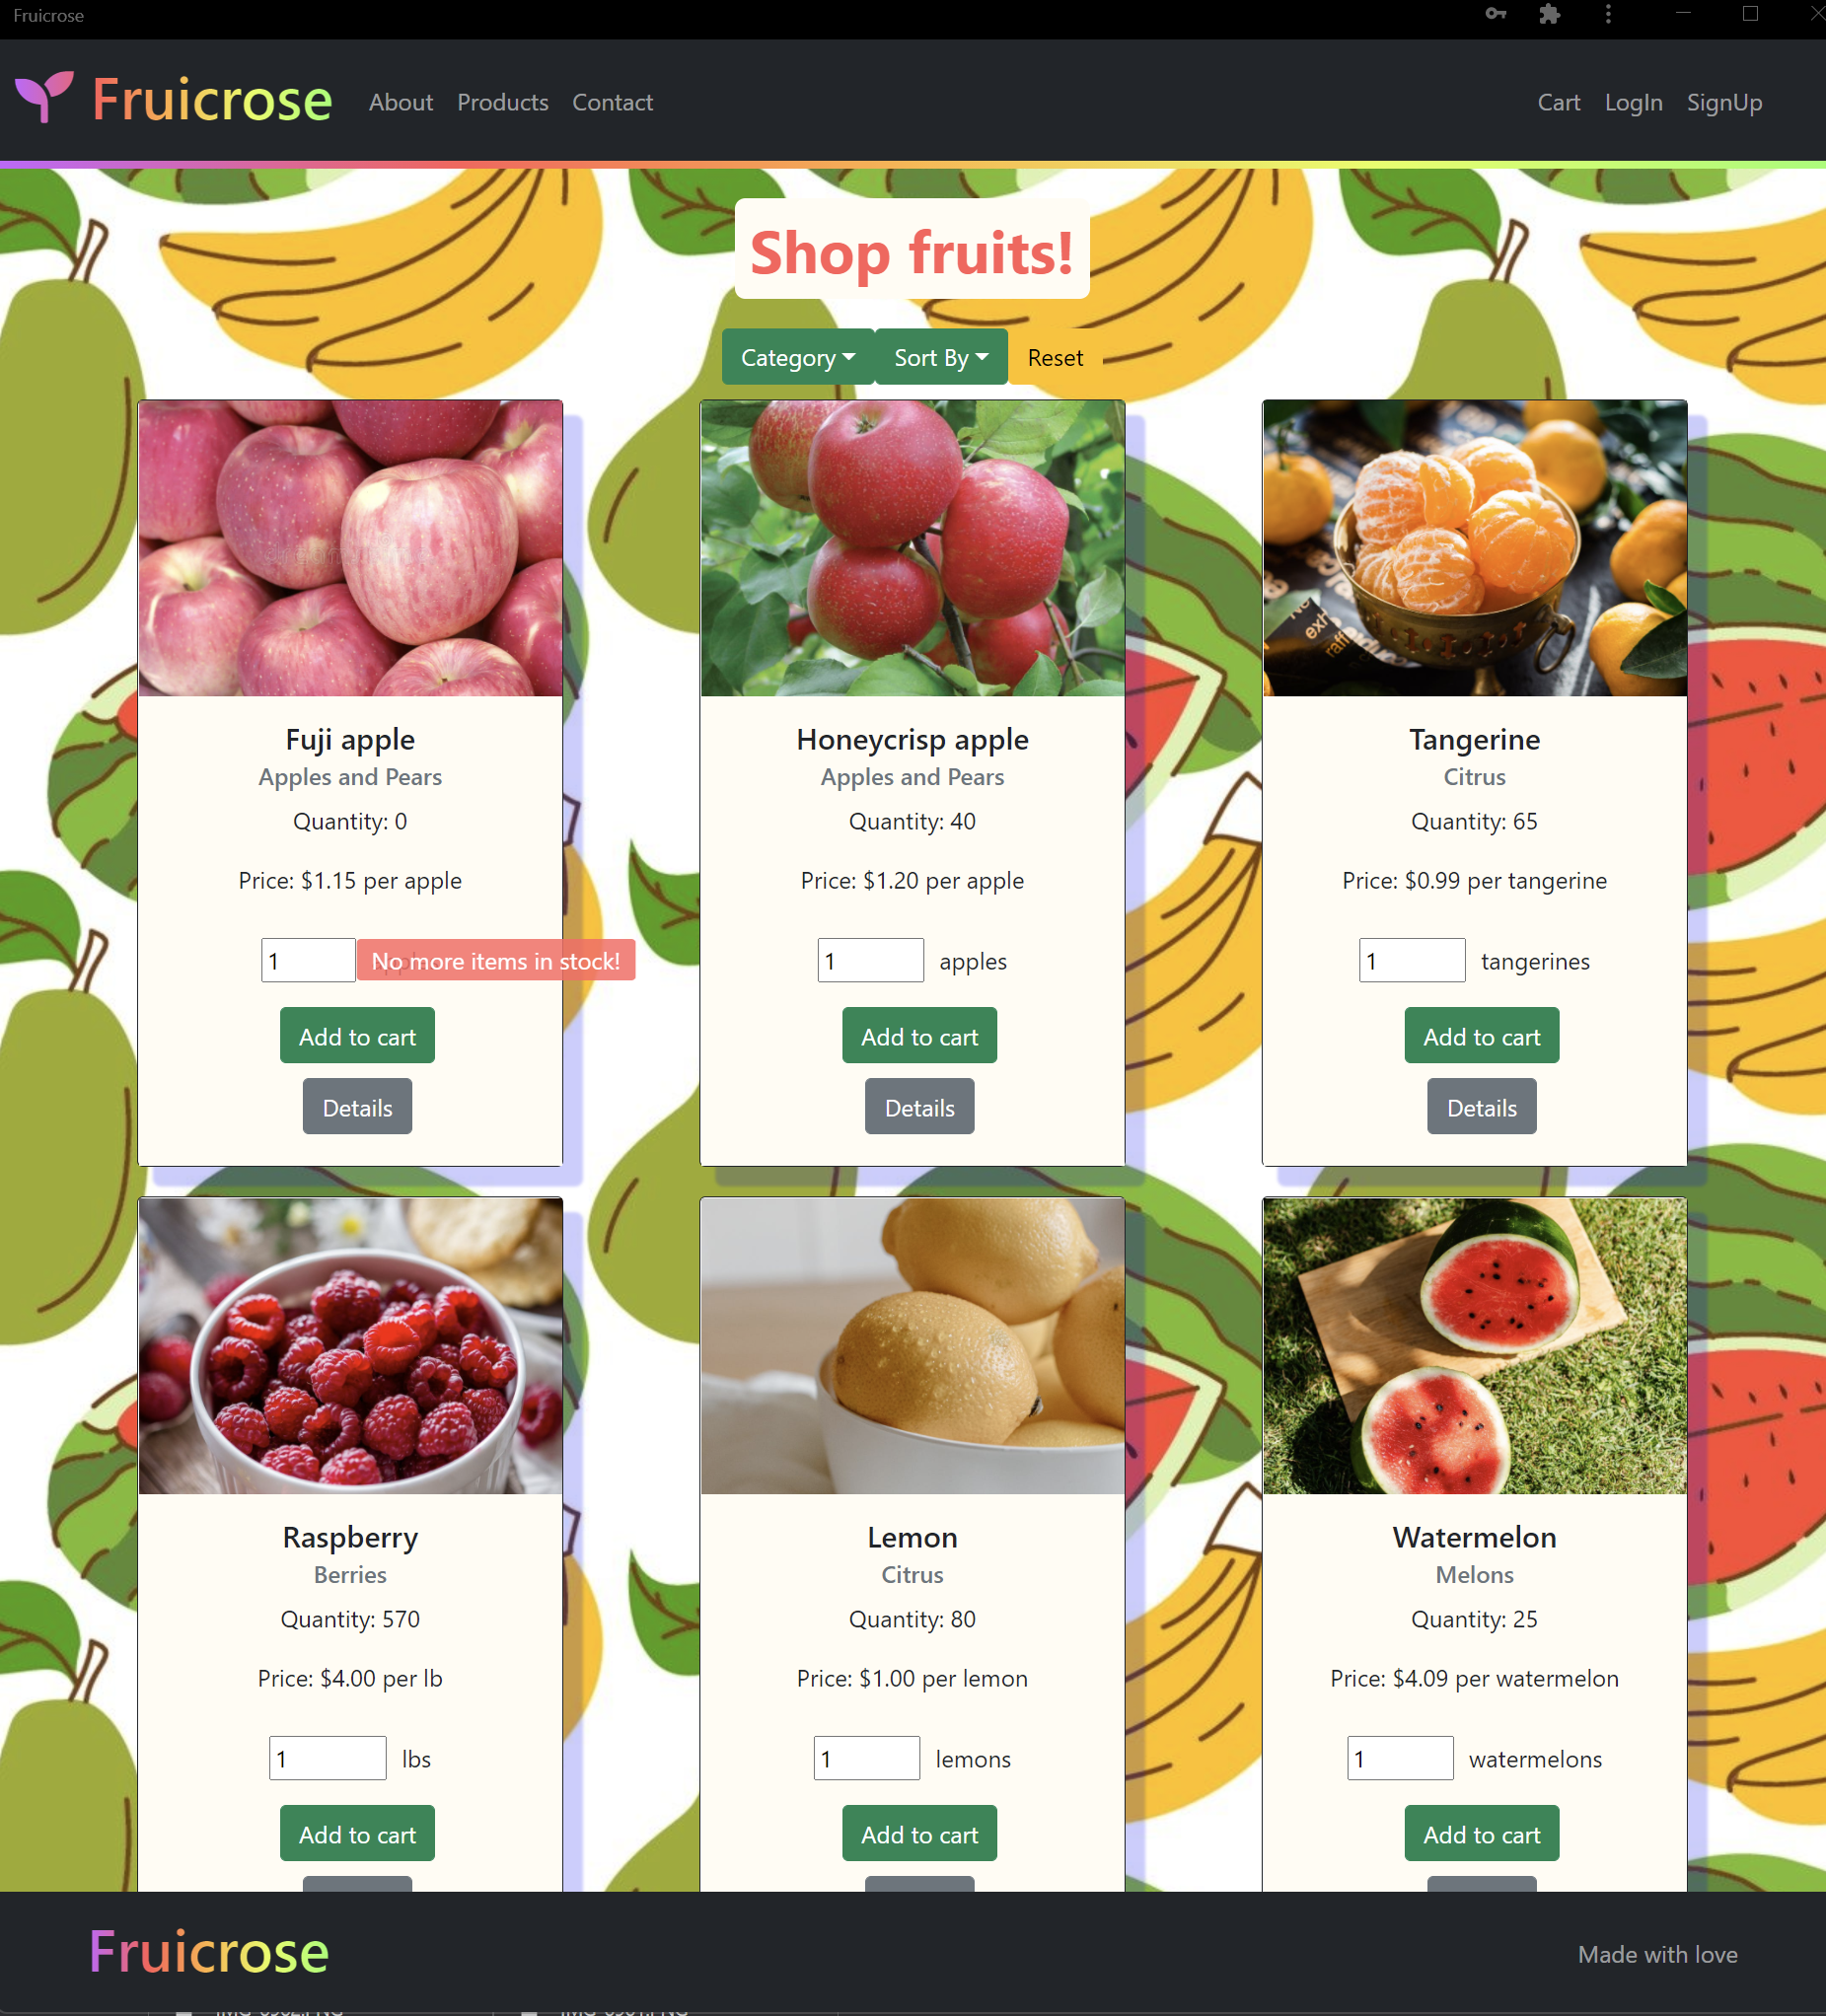 Fruicrose
Fruicrose
About Products Contact
Cart LogIn SignUp
Shop fruits!
Category Sort By Reset
Fuji apple
Apples and Pears
Quantity: 0
Price: $1.15 per apple
1
No more items in stock!
Add to cart
Details
Honeycrisp apple
Apples and Pears
Quantity: 40
Price: $1.20 per apple
1 apples
Add to cart
Details
Tangerine
Citrus
Quantity: 65
Price: $0.99 per tangerine
1 tangerines
Add to cart
Details
Raspberry
Berries
Quantity: 570
Price: $4.00 per lb
1 lbs
Add to cart
Lemon
Citrus
Quantity: 80
Price: $1.00 per lemon
1 lemons
Add to cart
Watermelon
Melons
Quantity: 25
Price: $4.09 per watermelon
1 watermelons
Add to cart
Fruicrose
Made with love